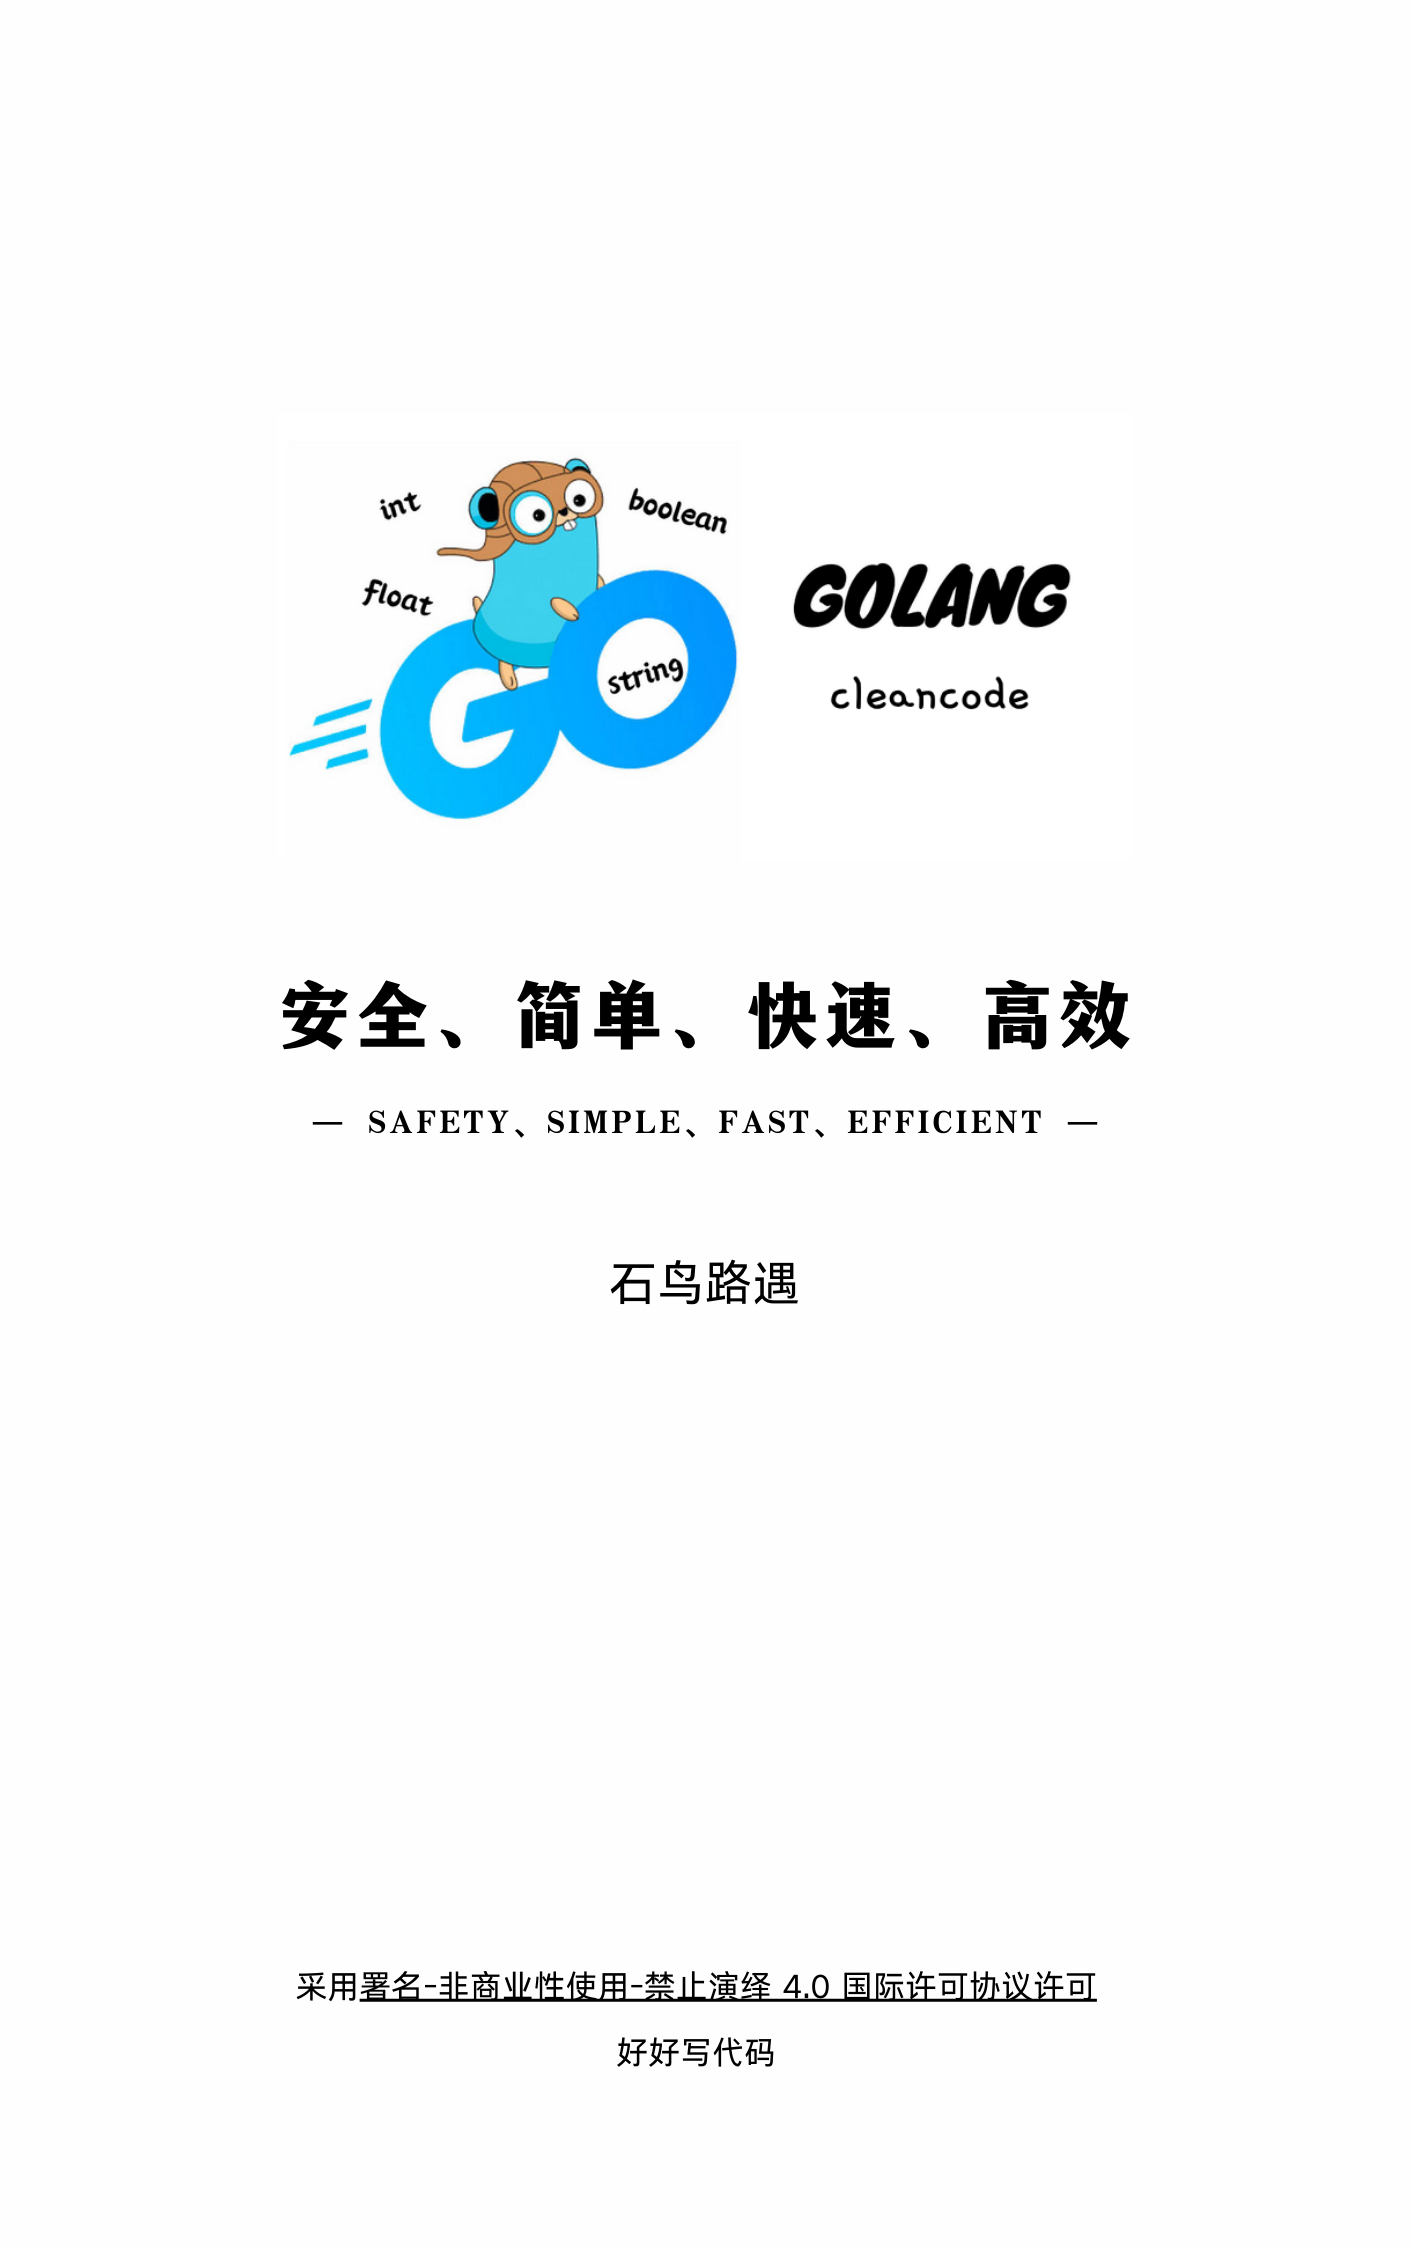 int
boolean
float
string
GO
GOLANG
cleancode
安全、简单、快速、高效
— SAFETY、SIMPLE、FAST、EFFICIENT —
石鸟路遇
采用署名-非商业性使用-禁止演绎 4.0 国际许可协议许可
好好写代码